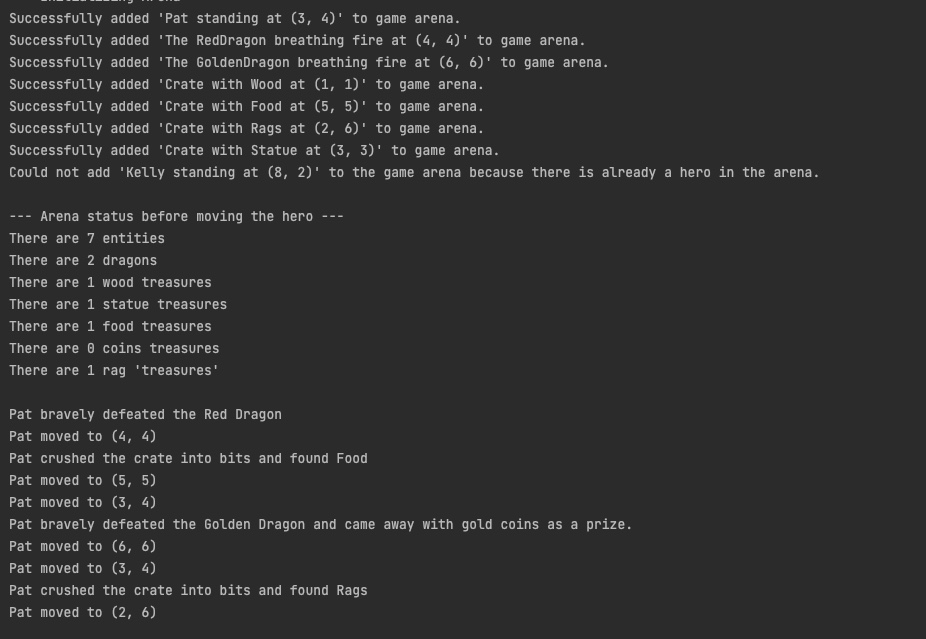 Successfully added 'Pat standing at (3, 4)' to game arena.
Successfully added 'The RedDragon breathing fire at (4, 4)' to game arena.
Successfully added 'The GoldenDragon breathing fire at (6, 6)' to game arena.
Successfully added 'Crate with Wood at (1, 1)' to game arena.
Successfully added 'Crate with Food at (5, 5)' to game arena.
Successfully added 'Crate with Rags at (2, 6)' to game arena.
Successfully added 'Crate with Statue at (3, 3)' to game arena.
Could not add 'Kelly standing at (8, 2)' to the game arena because there is already a hero in the arena.
--- Arena status before moving the hero ---
There are 7 entities
There are 2 dragons
There are 1 wood treasures
There are 1 statue treasures
There are 1 food treasures
There are 0 coins treasures
There are 1 rag 'treasures'
Pat bravely defeated the Red Dragon
Pat moved to (4, 4)
Pat crushed the crate into bits and found Food
Pat moved to (5, 5)
Pat moved to (3, 4)
Pat bravely defeated the Golden Dragon and came away with gold coins as a prize.
Pat moved to (6, 6)
Pat moved to (3, 4)
Pat crushed the crate into bits and found Rags
Pat moved to (2, 6)